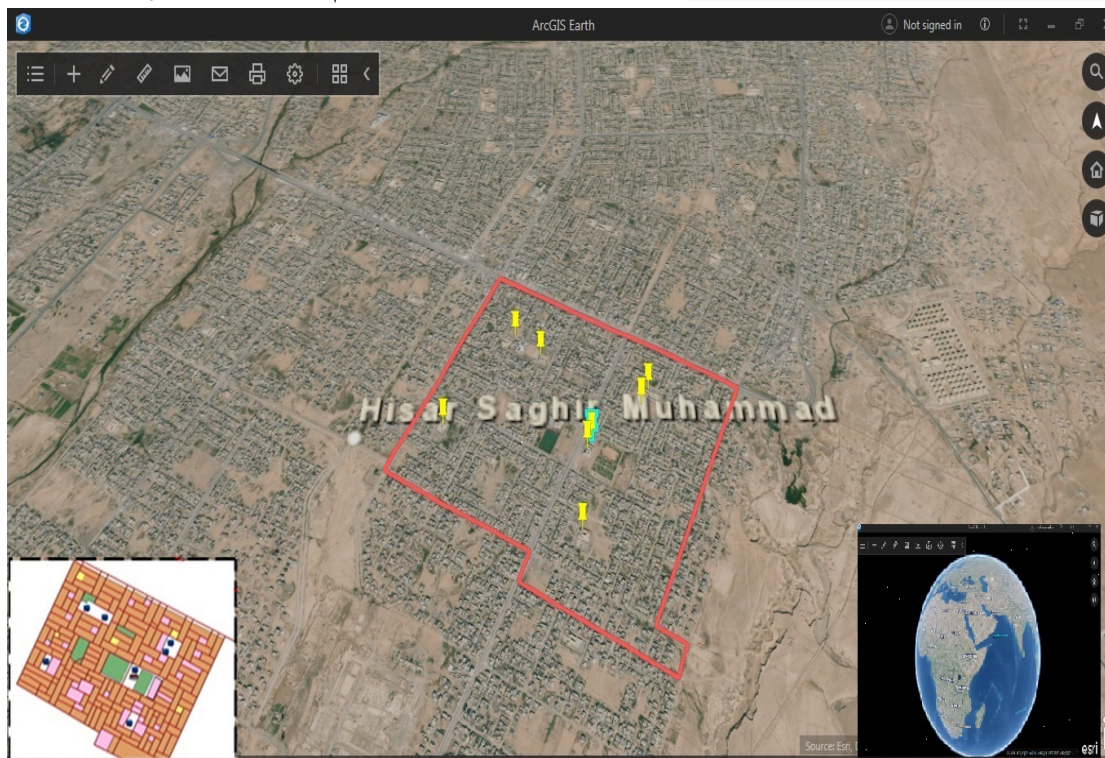 ArcGIS Earth
Not signed in
Hisar Saghir Muhammad
Source: Esri,
esri